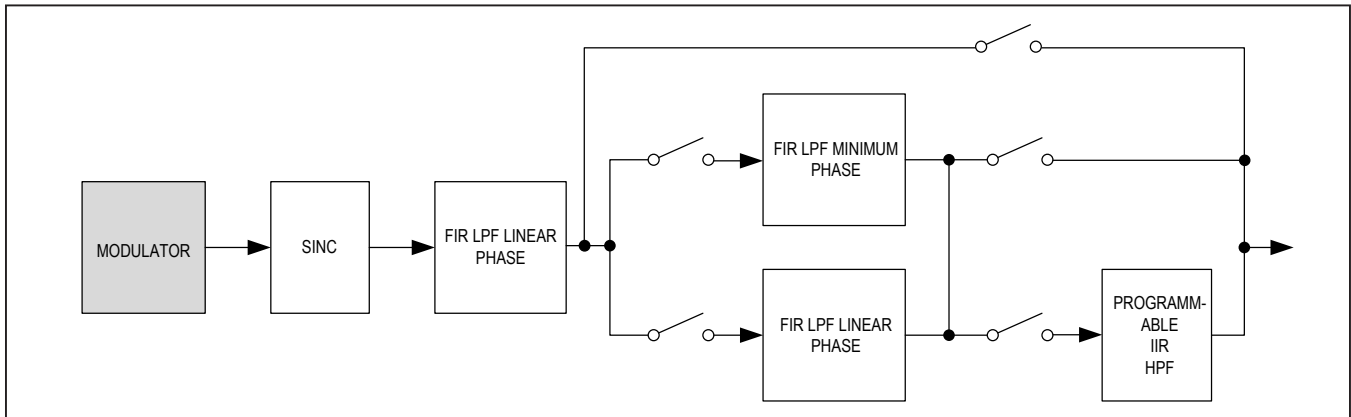 MODULATOR
SINC
FIR LPF LINEAR
PHASE
FIR LPF MINIMUM
PHASE
FIR LPF LINEAR
PHASE
PROGRAMM-
ABLE
IIR
HPF